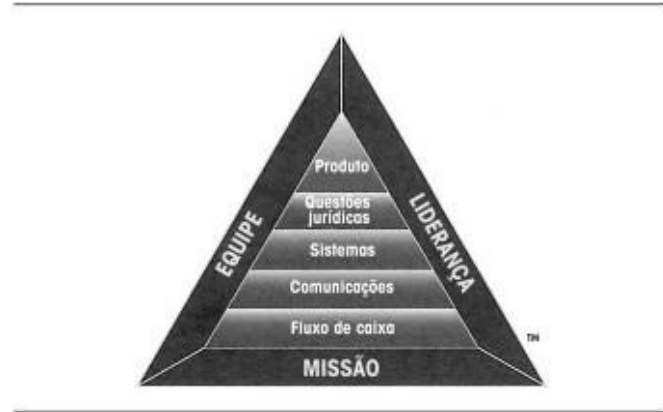 Produto
Questões
jurídicas
Sistemas
Comunicações
Fluxo de caixa
EQUIPE
LIDERANÇA
MISSÃO
TM